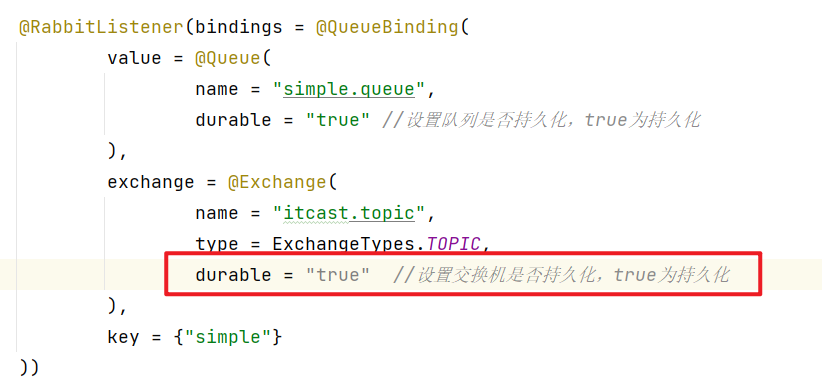 @RabbitListener(bindings = @QueueBinding(
value = @Queue(
name = "simple.queue",
durable = "true" //设置队列是否持久化，true为持久化
),
exchange = @Exchange(
name = "itcast.topic",
type = ExchangeTypes.TOPIC,
durable = "true"  //设置交换机是否持久化，true为持久化
),
key = {"simple"}
))